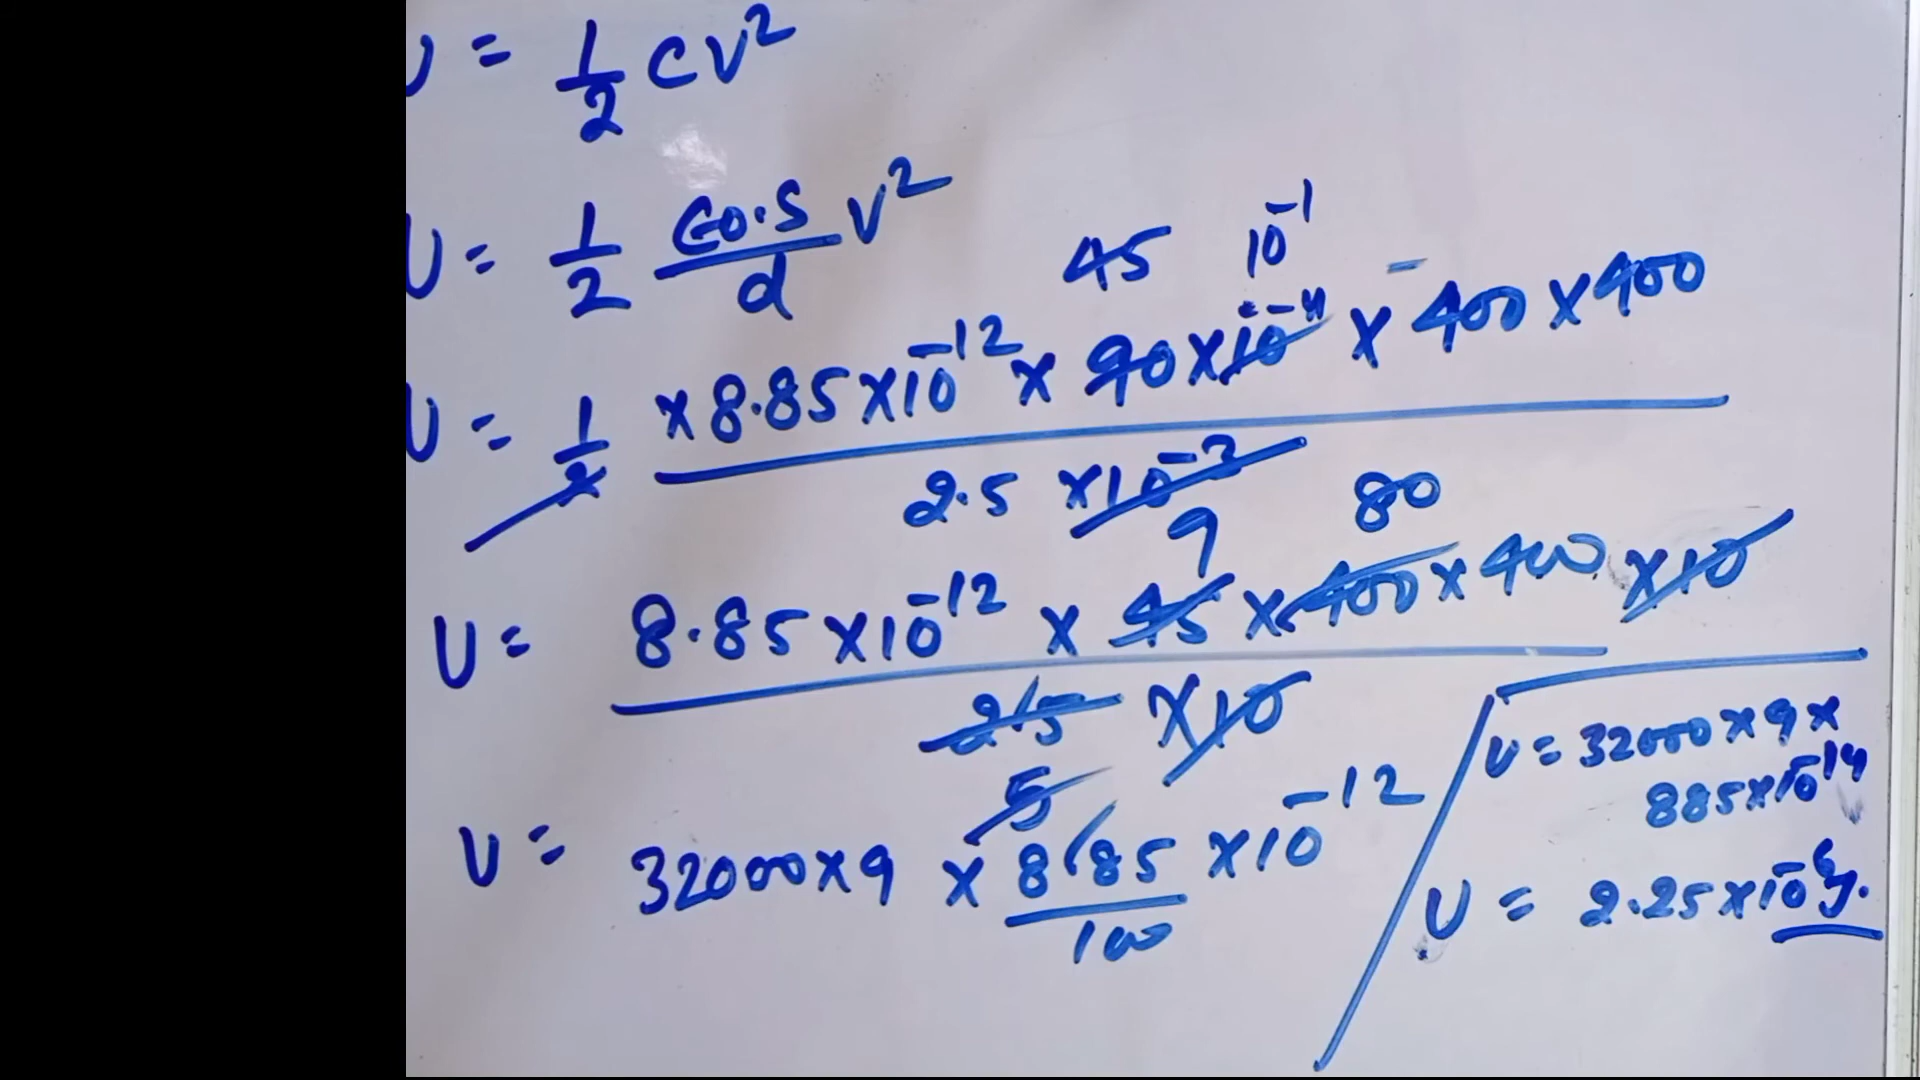 U = 1/2 CV²
U = 1/2 ϵ0.S/d V²
45 10⁻¹
U = 1/2 × 8.85×10⁻¹² × 90×10⁻⁴ × 400×400
2.5 ×10⁻³
9 80
U = 8.85×10⁻¹² × 45 × 400 × 400 ×10
2.5 ×10
5
U = 32000×9 × 8.85/100 ×10⁻¹²
U = 32000×9×
885×10⁻¹⁴
U = 2.25×10⁻⁶J.